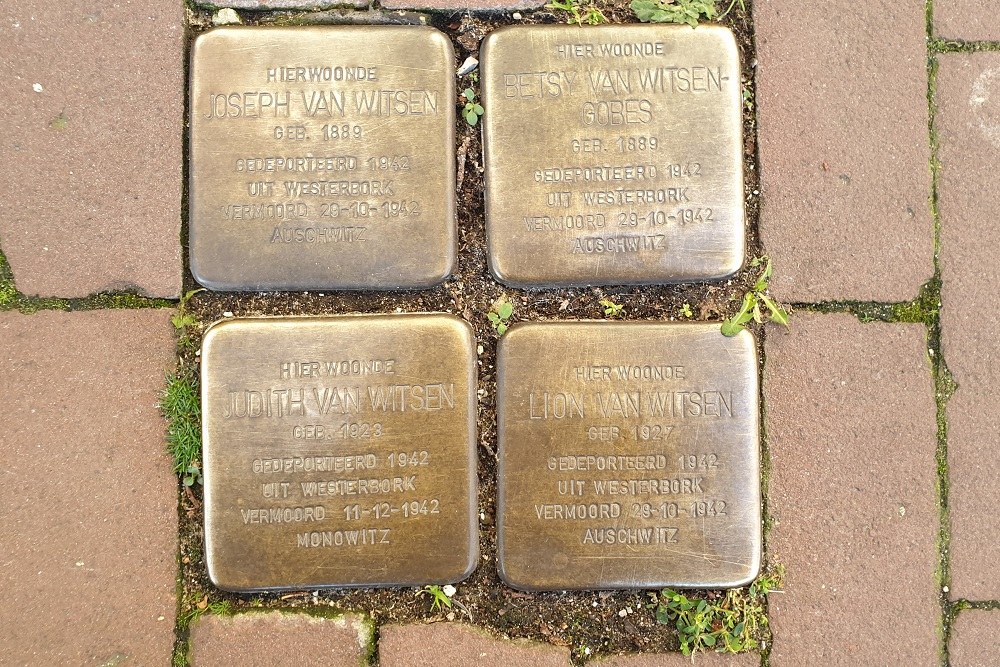 HIER WOONDE
JOSEPH VAN WITSEN
GEB. 1889
GEDEPORTEERD 1942
UIT WESTERBORK
VERMOORD 29-10-1942
AUSCHWITZ
HIER WOONDE
BETSY VAN WITSEN-
GOBES
GEB. 1889
GEDEPORTEERD 1942
UIT WESTERBORK
VERMOORD 29-10-1942
AUSCHWITZ
HIER WOONDE
JUDITH VAN WITSEN
GEB. 1923
GEDEPORTEERD 1942
UIT WESTERBORK
VERMOORD 11-12-1942
MONOWITZ
HIER WOONDE
LION VAN WITSEN
GEB. 1927
GEDEPORTEERD 1942
UIT WESTERBORK
VERMOORD 29-10-1942
AUSCHWITZ